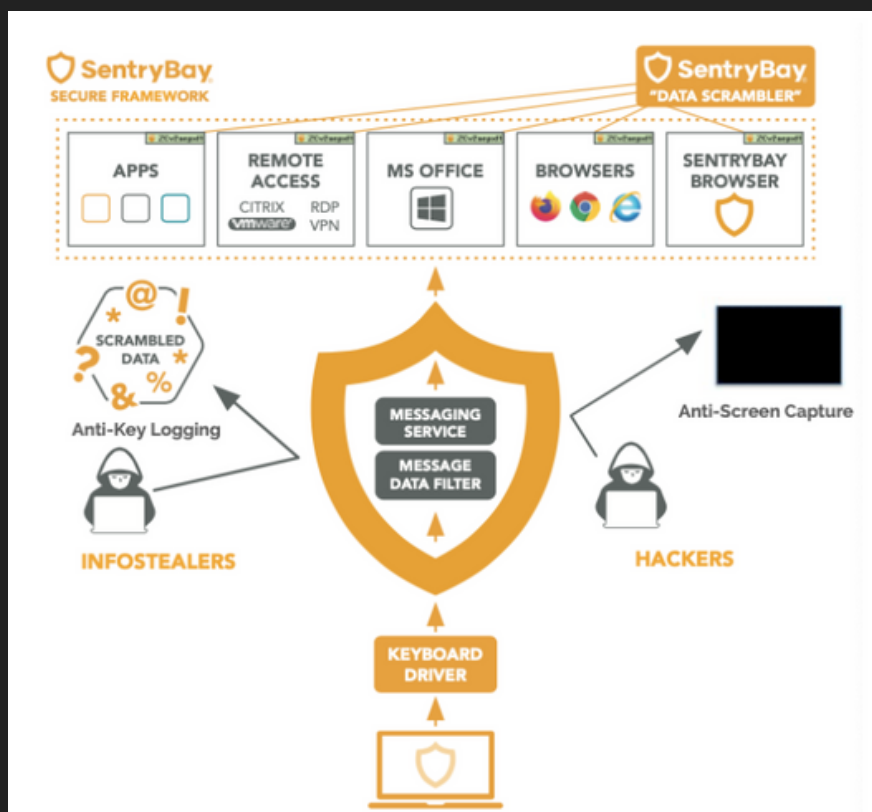 SentryBay
SECURE FRAMEWORK
SentryBay
"DATA SCRAMBLER"
APPS
REMOTE
ACCESS
CITRIX RDP
vmware VPN
MS OFFICE
BROWSERS
SENTRYBAY
BROWSER
@ ! * ? & % *
SCRAMBLED
DATA
Anti-Key Logging
INFOSTEALERS
MESSAGING
SERVICE
MESSAGE
DATA FILTER
Anti-Screen Capture
HACKERS
KEYBOARD
DRIVER